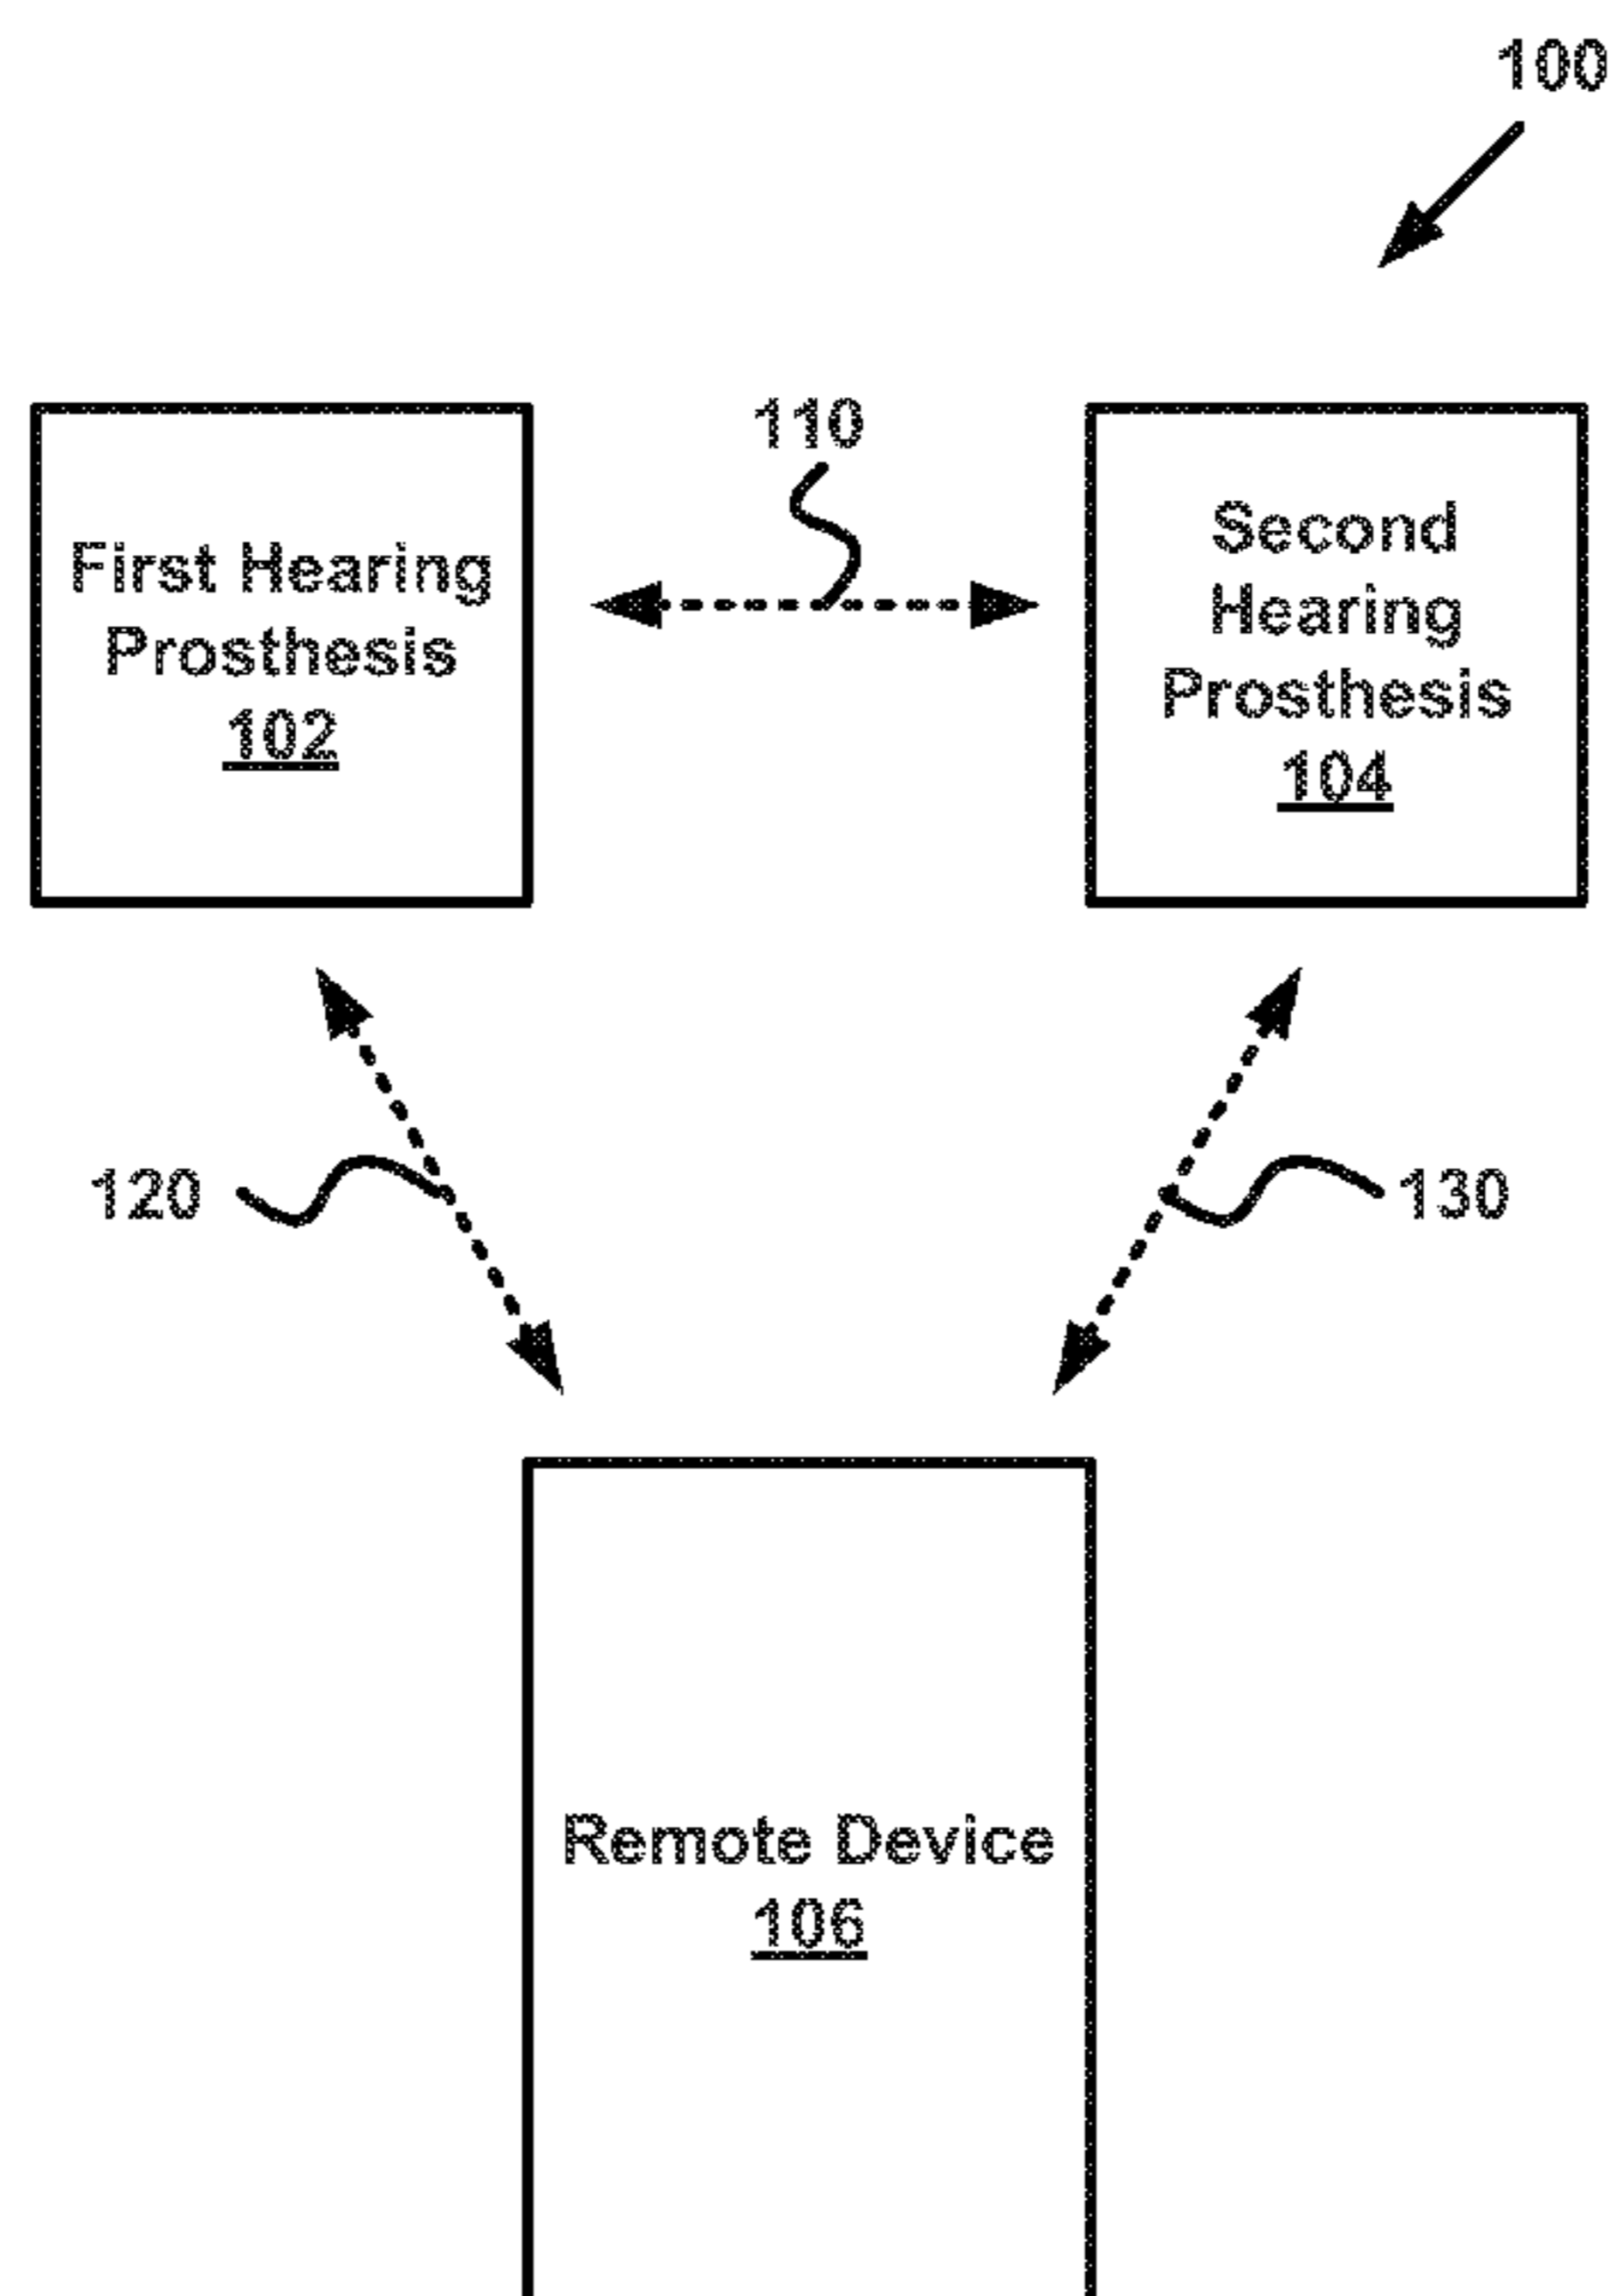 100
110
First Hearing
Prosthesis
102
Second
Hearing
Prosthesis
104
120
130
Remote Device
106